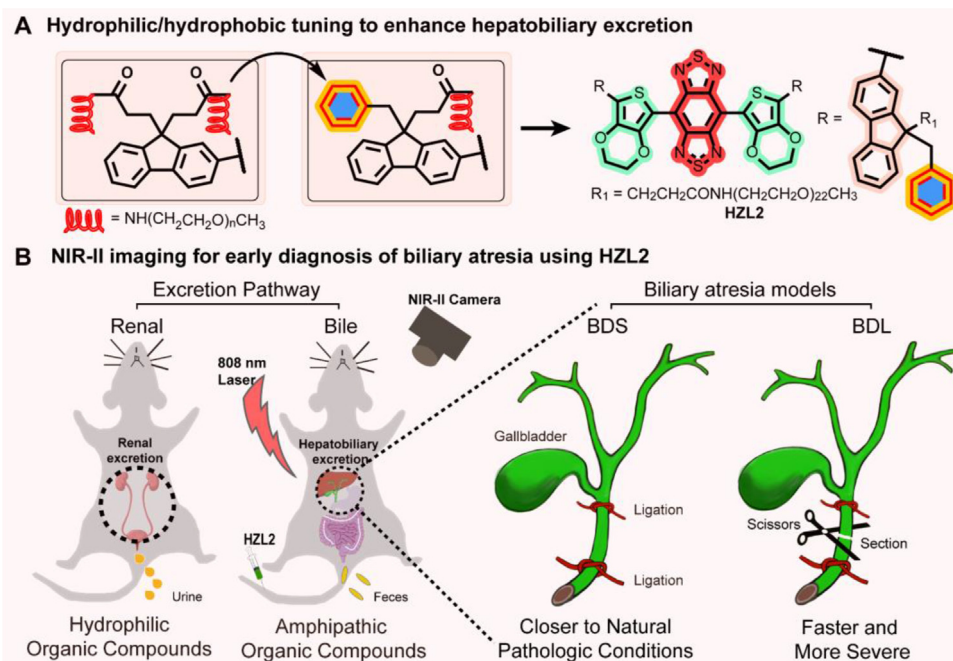 A Hydrophilic/hydrophobic tuning to enhance hepatobiliary excretion
O
O
= NH(CH2CH2O)nCH3
O
R
S
O
O
N
S
N
N
S
N
S
R
O
O
R =
R1
R1 = CH2CH2CONH(CH2CH2O)22CH3
HZL2
B NIR-II imaging for early diagnosis of biliary atresia using HZL2
Excretion Pathway
Renal
Bile
NIR-II Camera
808 nm
Laser
Renal
excretion
Hepatobiliary
excretion
HZL2
Urine
Feces
Hydrophilic
Organic Compounds
Amphipathic
Organic Compounds
Biliary atresia models
BDS
BDL
Gallbladder
Ligation
Ligation
Scissors
Section
Closer to Natural
Pathologic Conditions
Faster and
More Severe